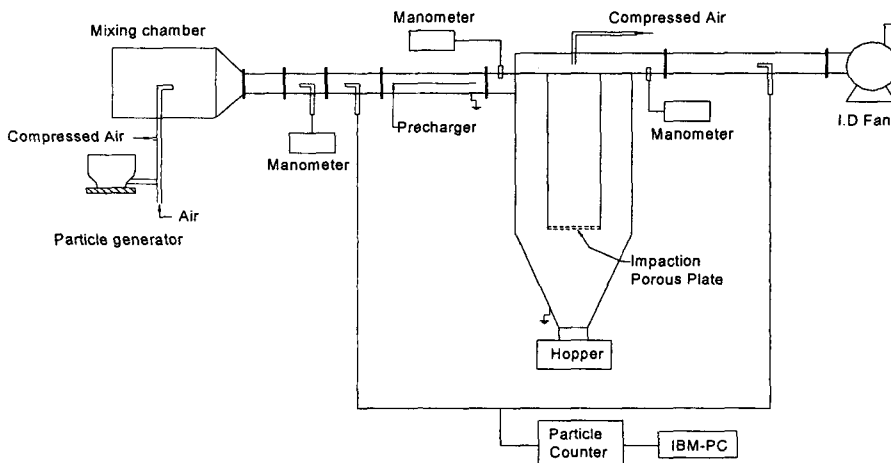 Mixing chamber
Manometer
Compressed Air
Compressed Air
Precharger
Manometer
Manometer
I.D Fan
Air
Particle generator
Impaction
Porous Plate
Hopper
Particle
Counter
IBM-PC